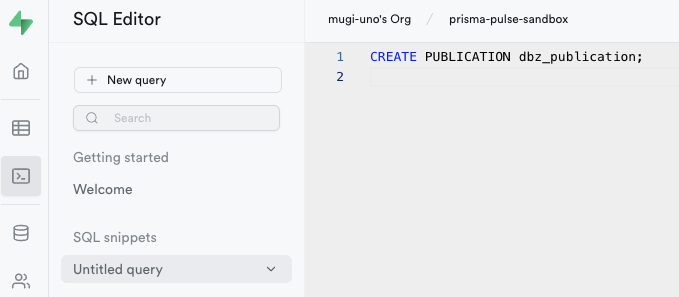 SQL Editor
mugi-uno's Org / prisma-pulse-sandbox
+ New query
Search
Getting started
Welcome
SQL snippets
Untitled query
1 CREATE PUBLICATION dbz_publication;
2